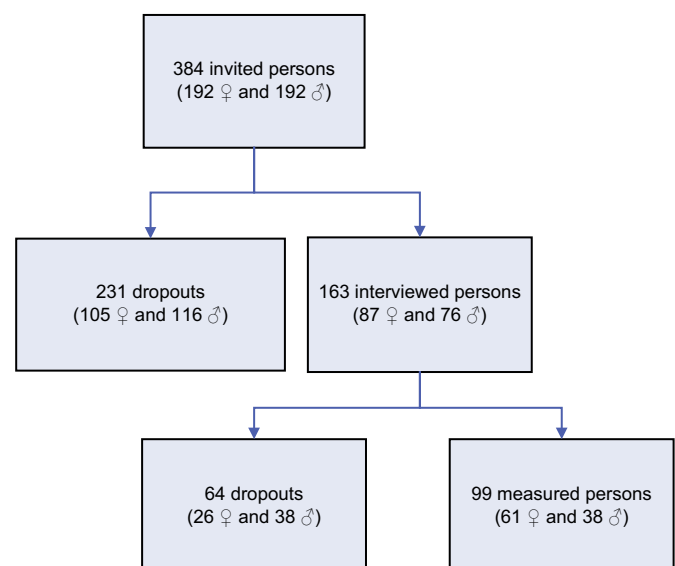 384 invited persons
(192 ♀ and 192 ♂)
231 dropouts
(105 ♀ and 116 ♂)
163 interviewed persons
(87 ♀ and 76 ♂)
64 dropouts
(26 ♀ and 38 ♂)
99 measured persons
(61 ♀ and 38 ♂)